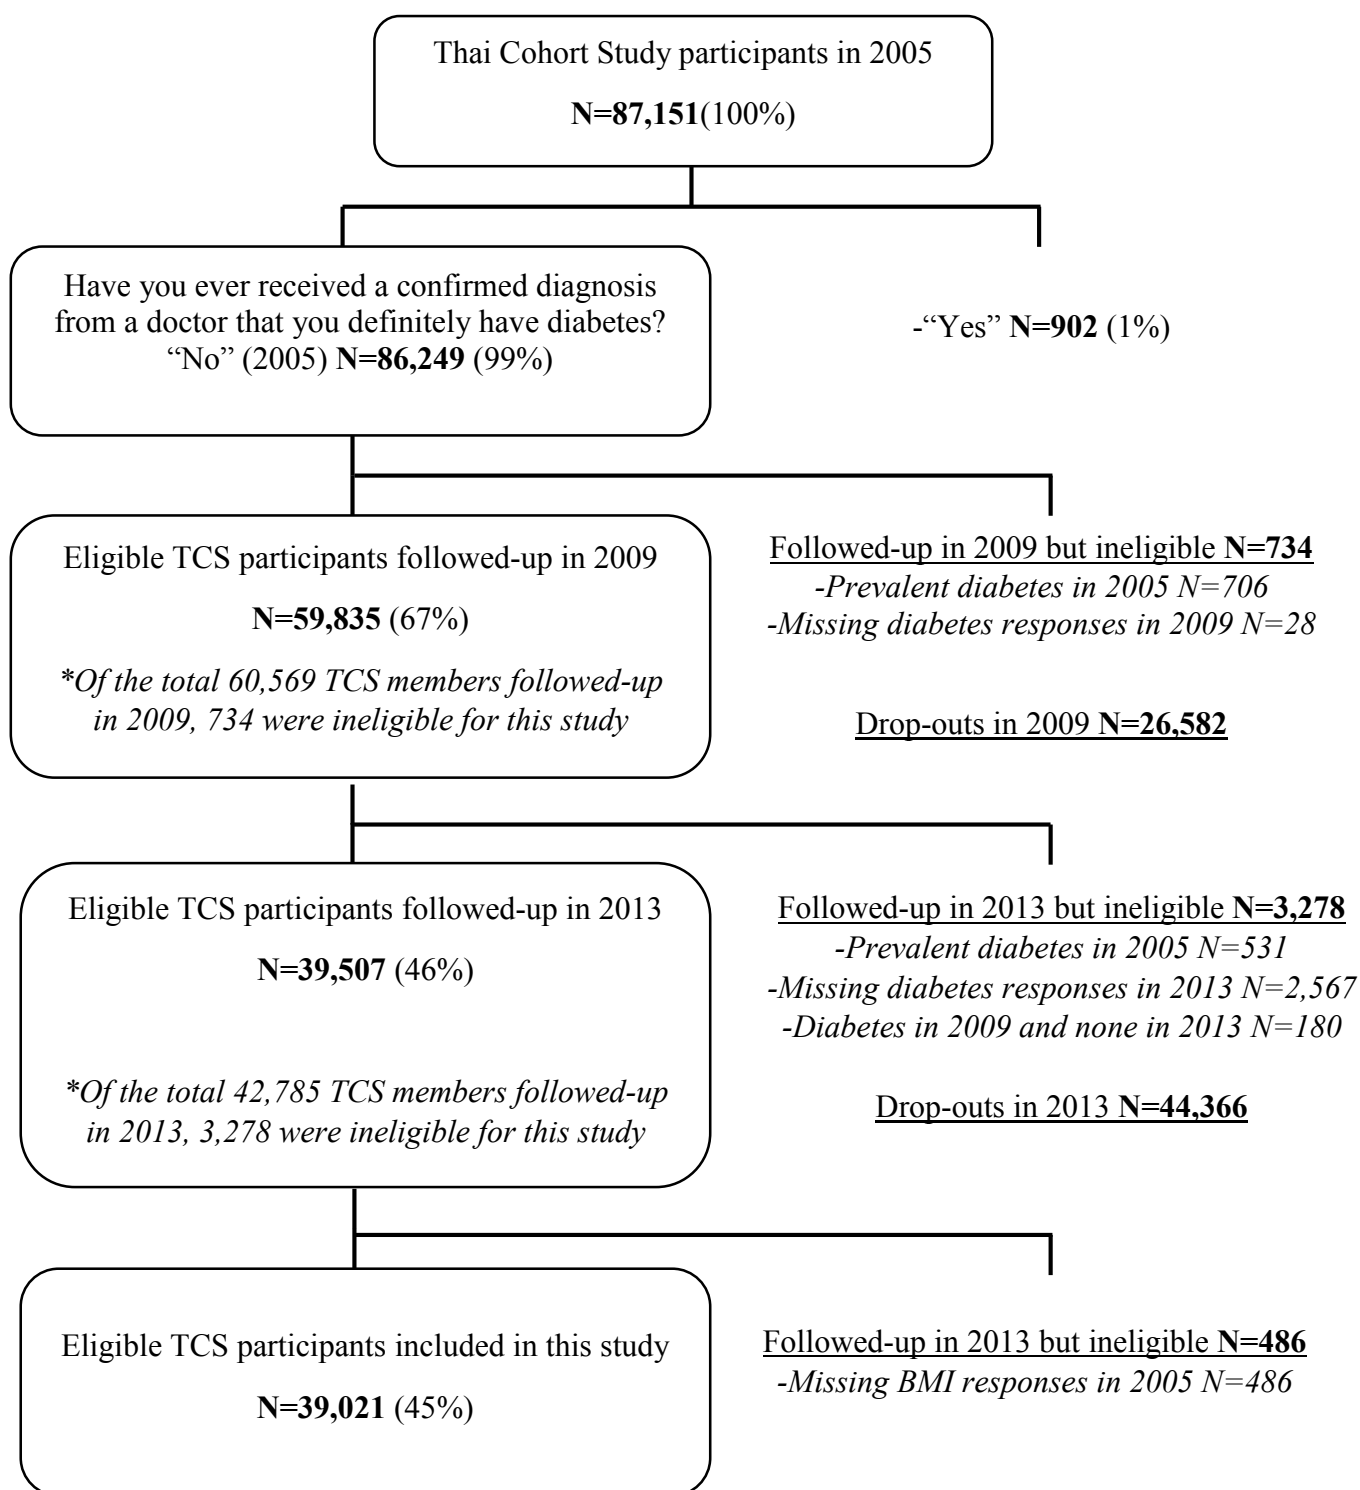 Thai Cohort Study participants in 2005
N=87,151(100%)
Have you ever received a confirmed diagnosis
from a doctor that you definitely have diabetes?
“No” (2005) N=86,249 (99%)
-“Yes” N=902 (1%)
Eligible TCS participants followed-up in 2009
N=59,835 (67%)
*Of the total 60,569 TCS members followed-up
in 2009, 734 were ineligible for this study
Followed-up in 2009 but ineligible N=734
-Prevalent diabetes in 2005 N=706
-Missing diabetes responses in 2009 N=28
Drop-outs in 2009 N=26,582
Eligible TCS participants followed-up in 2013
N=39,507 (46%)
*Of the total 42,785 TCS members followed-up
in 2013, 3,278 were ineligible for this study
Followed-up in 2013 but ineligible N=3,278
-Prevalent diabetes in 2005 N=531
-Missing diabetes responses in 2013 N=2,567
-Diabetes in 2009 and none in 2013 N=180
Drop-outs in 2013 N=44,366
Eligible TCS participants included in this study
N=39,021 (45%)
Followed-up in 2013 but ineligible N=486
-Missing BMI responses in 2005 N=486